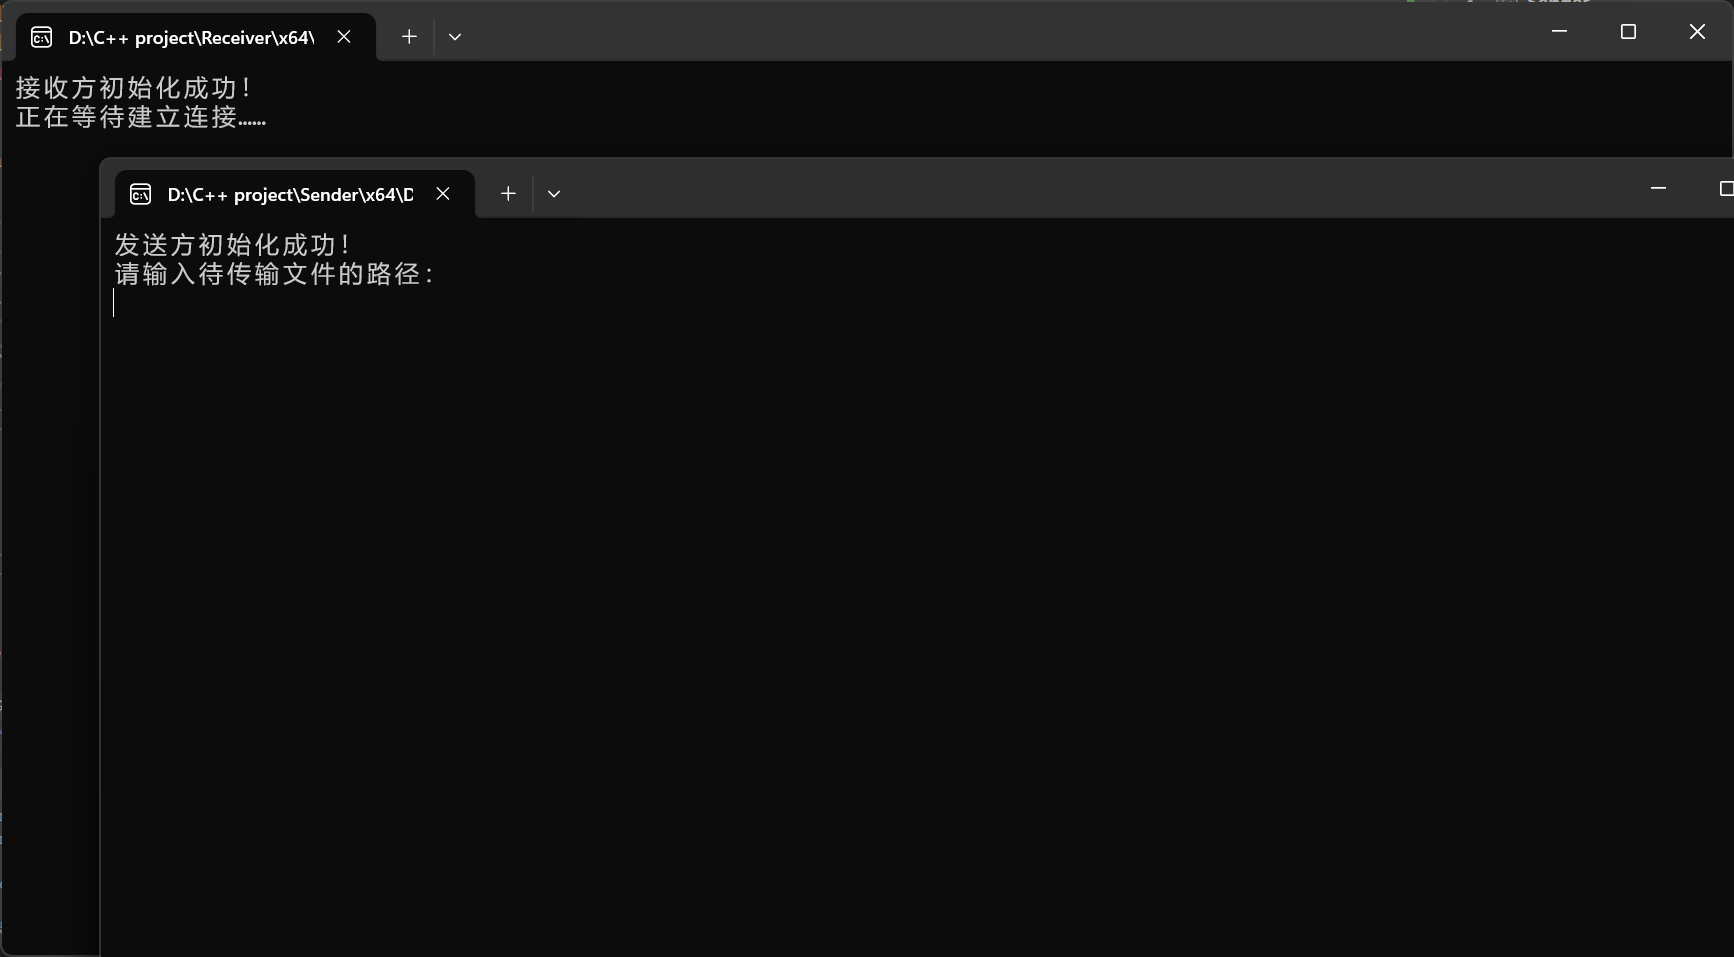 D:\C++ project\Receiver\x64\
接收方初始化成功!
正在等待建立连接……
D:\C++ project\Sender\x64\D
发送方初始化成功!
请输入待传输文件的路径: